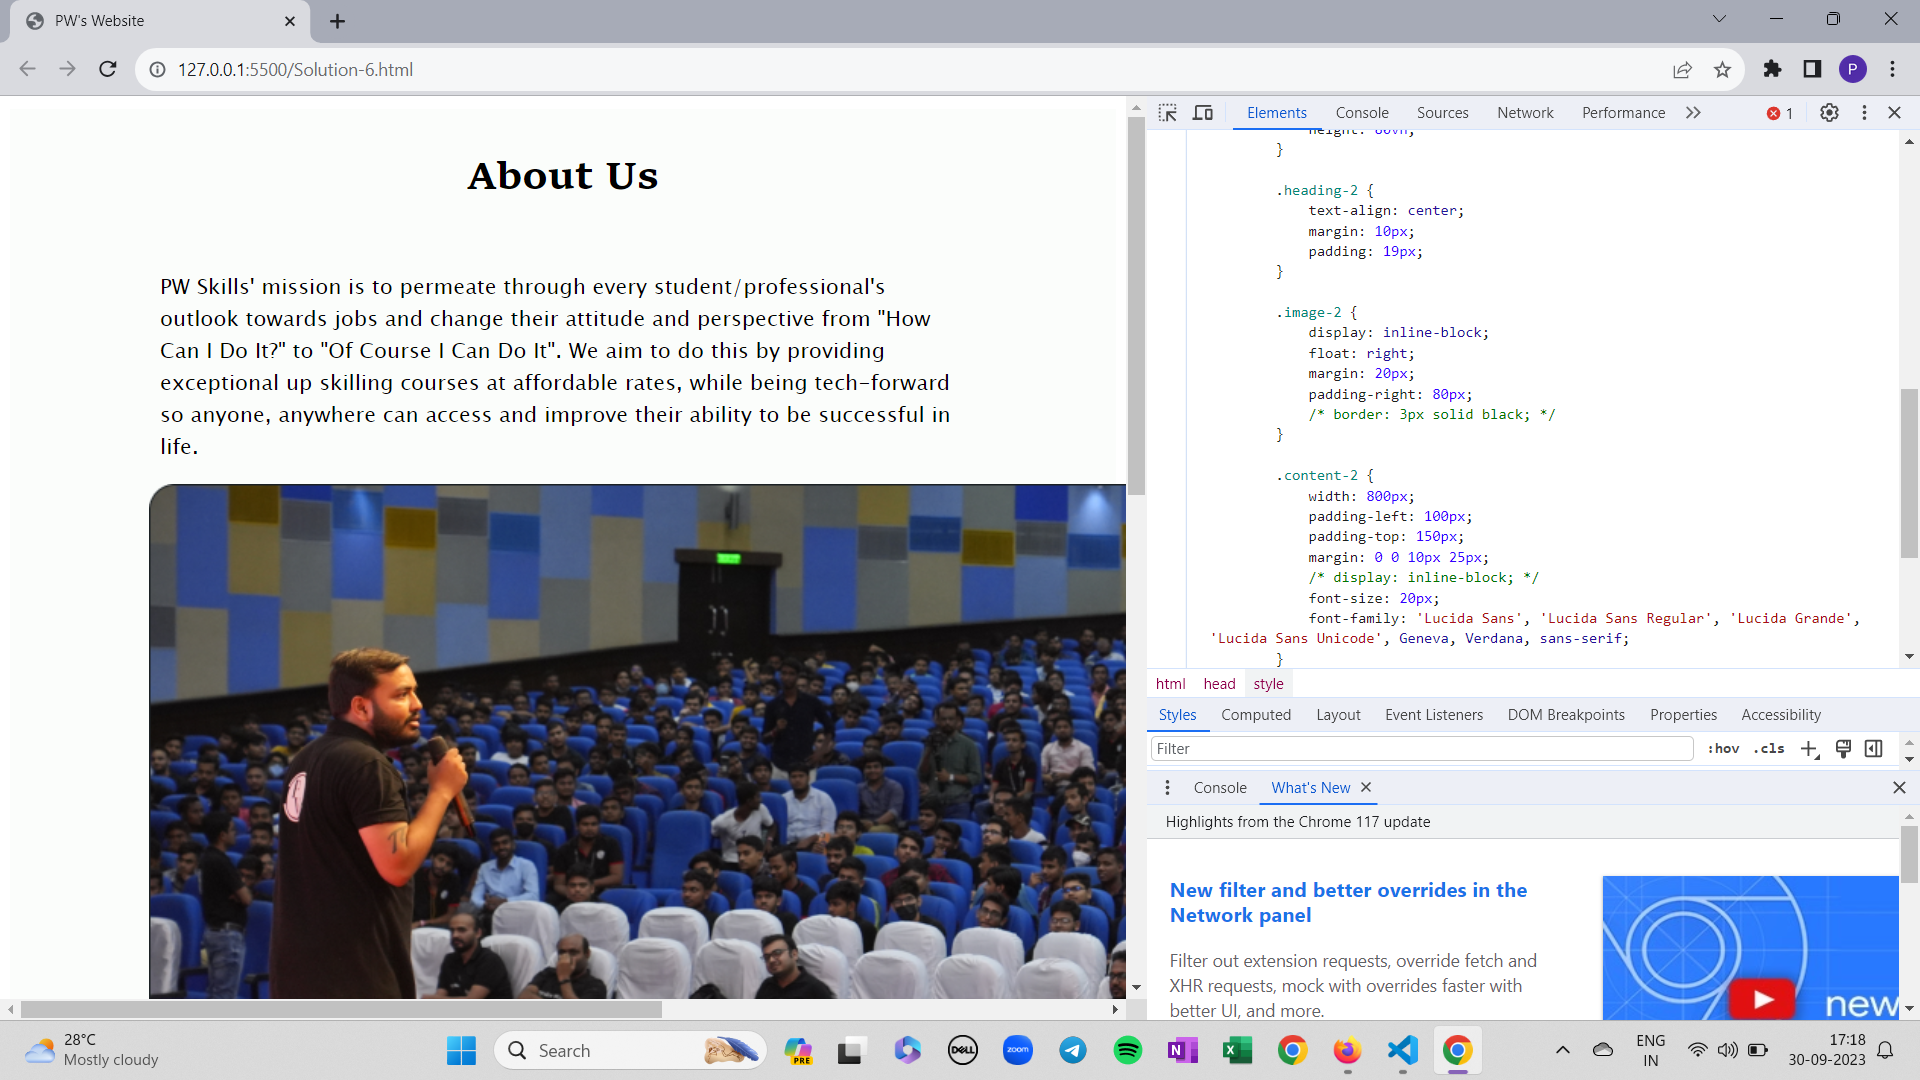 PW's Website
127.0.0.1:5500/Solution-6.html
P
About Us
PW Skills' mission is to permeate through every student/professional's
outlook towards jobs and change their attitude and perspective from "How
Can I Do It?" to "Of Course I Can Do It". We aim to do this by providing
exceptional up skilling courses at affordable rates, while being tech-forward
so anyone, anywhere can access and improve their ability to be successful in
life.
Elements Console Sources Network Performance 1
height: 80vh;
}
.heading-2 {
text-align: center;
margin: 10px;
padding: 19px;
}
.image-2 {
display: inline-block;
float: right;
margin: 20px;
padding-right: 80px;
/* border: 3px solid black; */
}
.content-2 {
width: 800px;
padding-left: 100px;
padding-top: 150px;
margin: 0 0 10px 25px;
/* display: inline-block; */
font-size: 20px;
font-family: 'Lucida Sans', 'Lucida Sans Regular', 'Lucida Grande',
'Lucida Sans Unicode', Geneva, Verdana, sans-serif;
}
html head style
Styles Computed Layout Event Listeners DOM Breakpoints Properties Accessibility
Filter :hov .cls
Console What's New
Highlights from the Chrome 117 update
New filter and better overrides in the
Network panel
Filter out extension requests, override fetch and
XHR requests, mock with overrides faster with
better UI, and more.
new
28°C
Mostly cloudy
Search
PRE
DELL
zoom
N
X
ENG
IN
17:18
30-09-2023